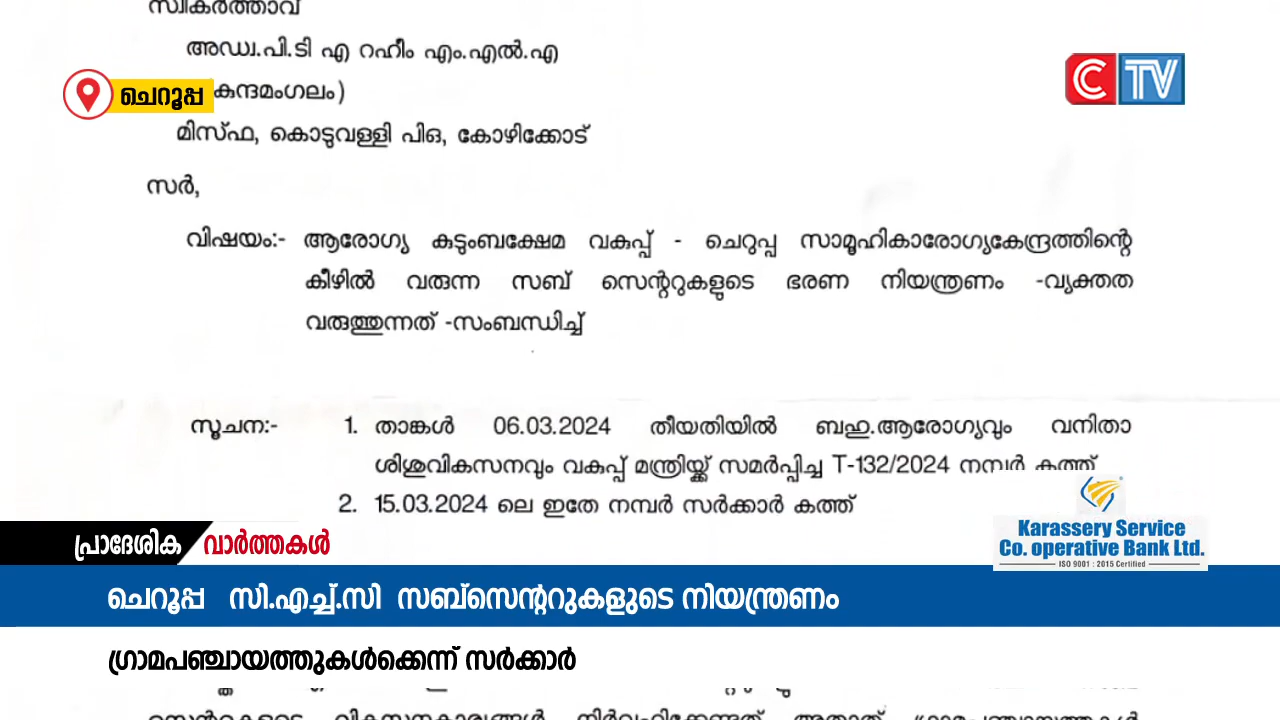 സ്വീകർത്താവ്
അഡ്വ.പി.ടി എ റഹീം എം.എൽ.എ
ചെറൂപ്പ
കുന്ദമംഗലം)
CTV
മിസ്ഫ, കൊടുവള്ളി പിഒ, കോഴിക്കോട്
സർ,
വിഷയം:- ആരോഗ്യ കുടുംബക്ഷേമ വകുപ്പ് - ചെറുപ്പ സാമൂഹികാരോഗ്യകേന്ദ്രത്തിന്റെ
കീഴിൽ വരുന്ന സബ് സെന്ററുകളുടെ ഭരണ നിയന്ത്രണം -വ്യക്തത
വരുത്തുന്നത് -സംബന്ധിച്ച്
സൂചന:- 1. താങ്കൾ 06.03.2024 തീയതിയിൽ ബഹു.ആരോഗ്യവും വനിതാ
ശിശുവികസനവും വകുപ്പ് മന്ത്രിയ്ക്ക് സമർപ്പിച്ച T-132/2024 നമ്പർ കത്ത്
2. 15.03.2024 ലെ ഇതേ നമ്പർ സർക്കാർ കത്ത്
Karassery Service
Co. operative Bank Ltd.
ISO 9001 : 2015 Certified
പ്രാദേശിക വാർത്തകൾ
ചെറൂപ്പ സി.എച്ച്.സി സബ്സെന്ററുകളുടെ നിയന്ത്രണം
ഗ്രാമപഞ്ചായത്തുകൾക്കെന്ന് സർക്കാർ